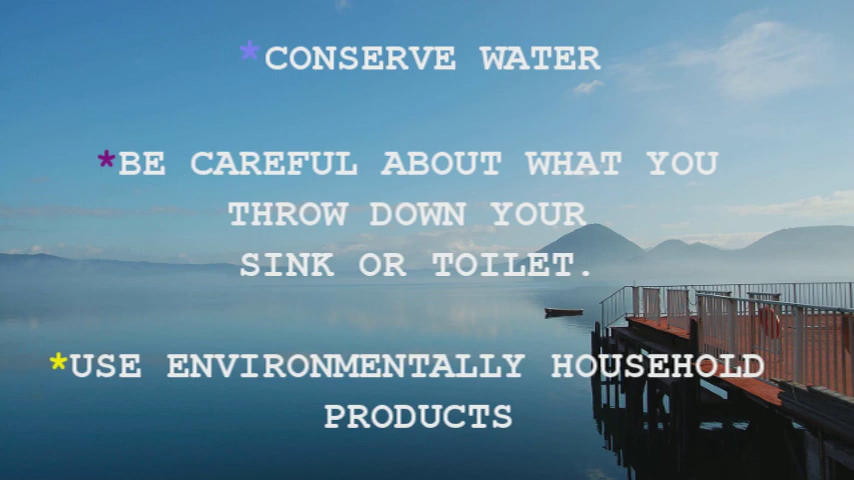 *CONSERVE WATER
*BE CAREFUL ABOUT WHAT YOU
THROW DOWN YOUR
SINK OR TOILET.
*USE ENVIRONMENTALLY HOUSEHOLD
PRODUCTS